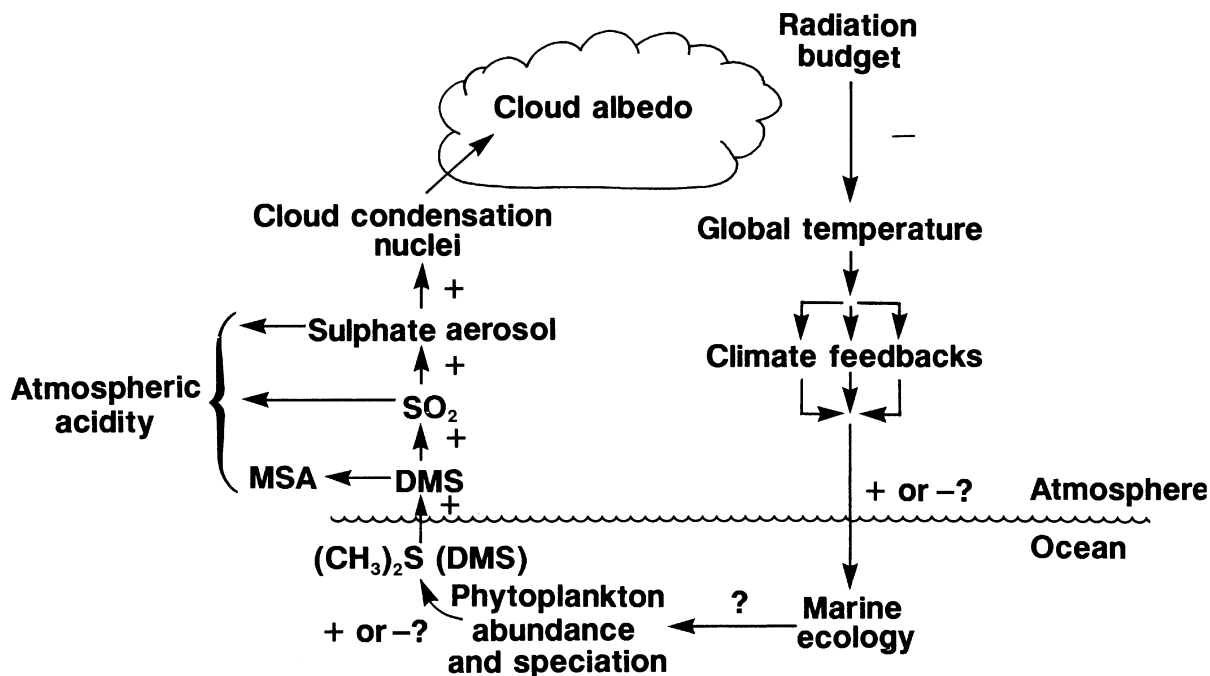 Radiation
budget
Cloud albedo
–
Cloud condensation
nuclei
Global temperature
+
Sulphate aerosol
Climate feedbacks
+
Atmospheric
acidity
SO₂
+
MSA
DMS
+
+ or –?
Atmosphere
Ocean
(CH₃)₂S (DMS)
Phytoplankton
abundance
and speciation
+ or –?
?
Marine
ecology